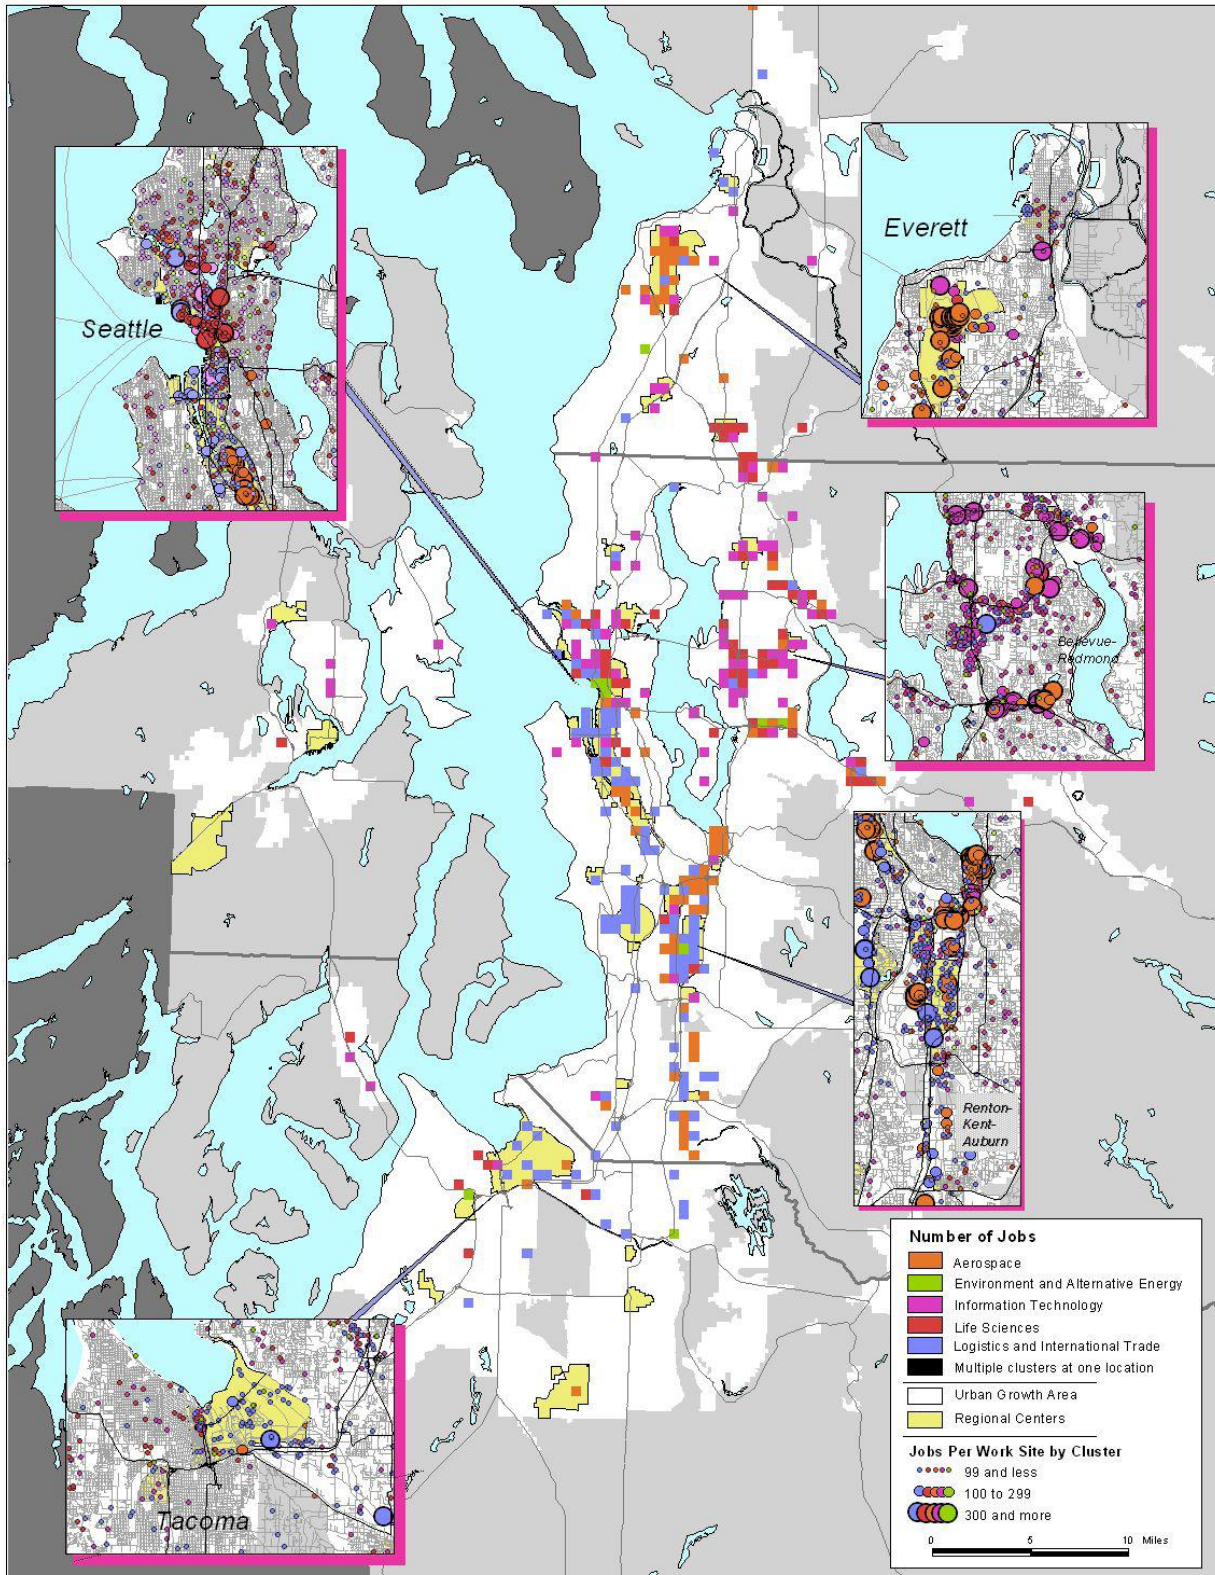 Everett
Seattle
Bellevue-
Redmond
Renton-
Kent-
Auburn
Number of Jobs
Aerospace
Environment and Alternative Energy
Information Technology
Life Sciences
Logistics and International Trade
Multiple clusters at one location
Urban Growth Area
Regional Centers
Jobs Per Work Site by Cluster
99 and less
100 to 299
300 and more
0 5 10 Miles
Tacoma